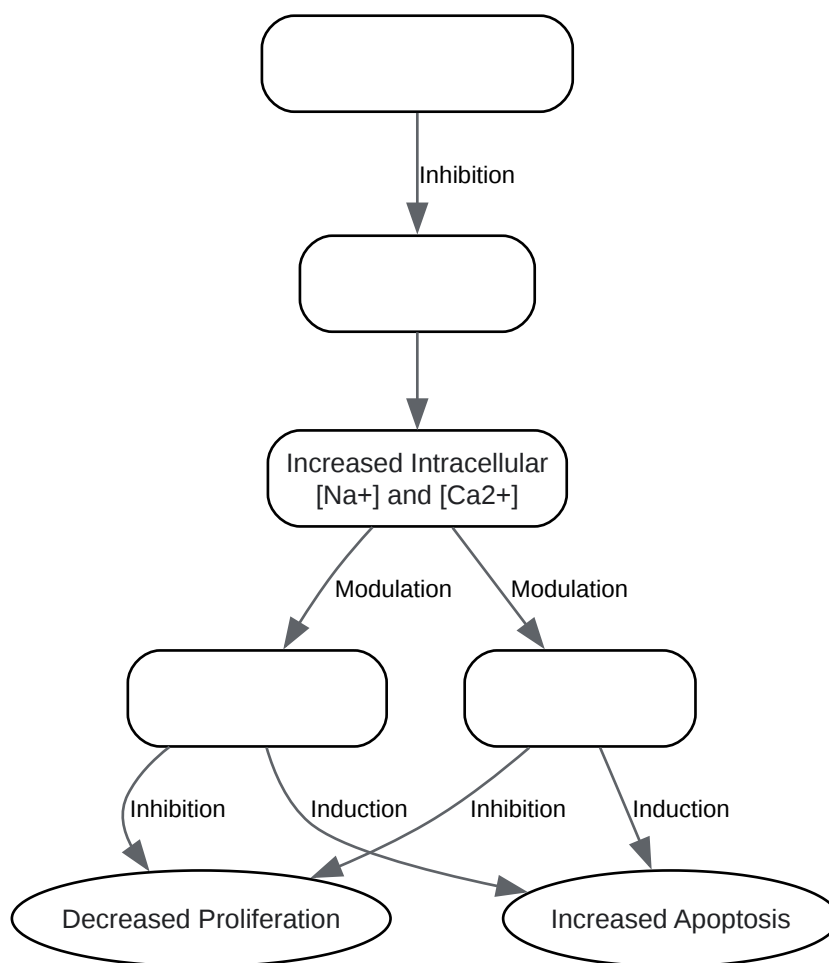 Inhibition
Increased Intracellular
[Na+] and [Ca2+]
Modulation
Modulation
Inhibition
Induction
Inhibition
Induction
Decreased Proliferation
Increased Apoptosis